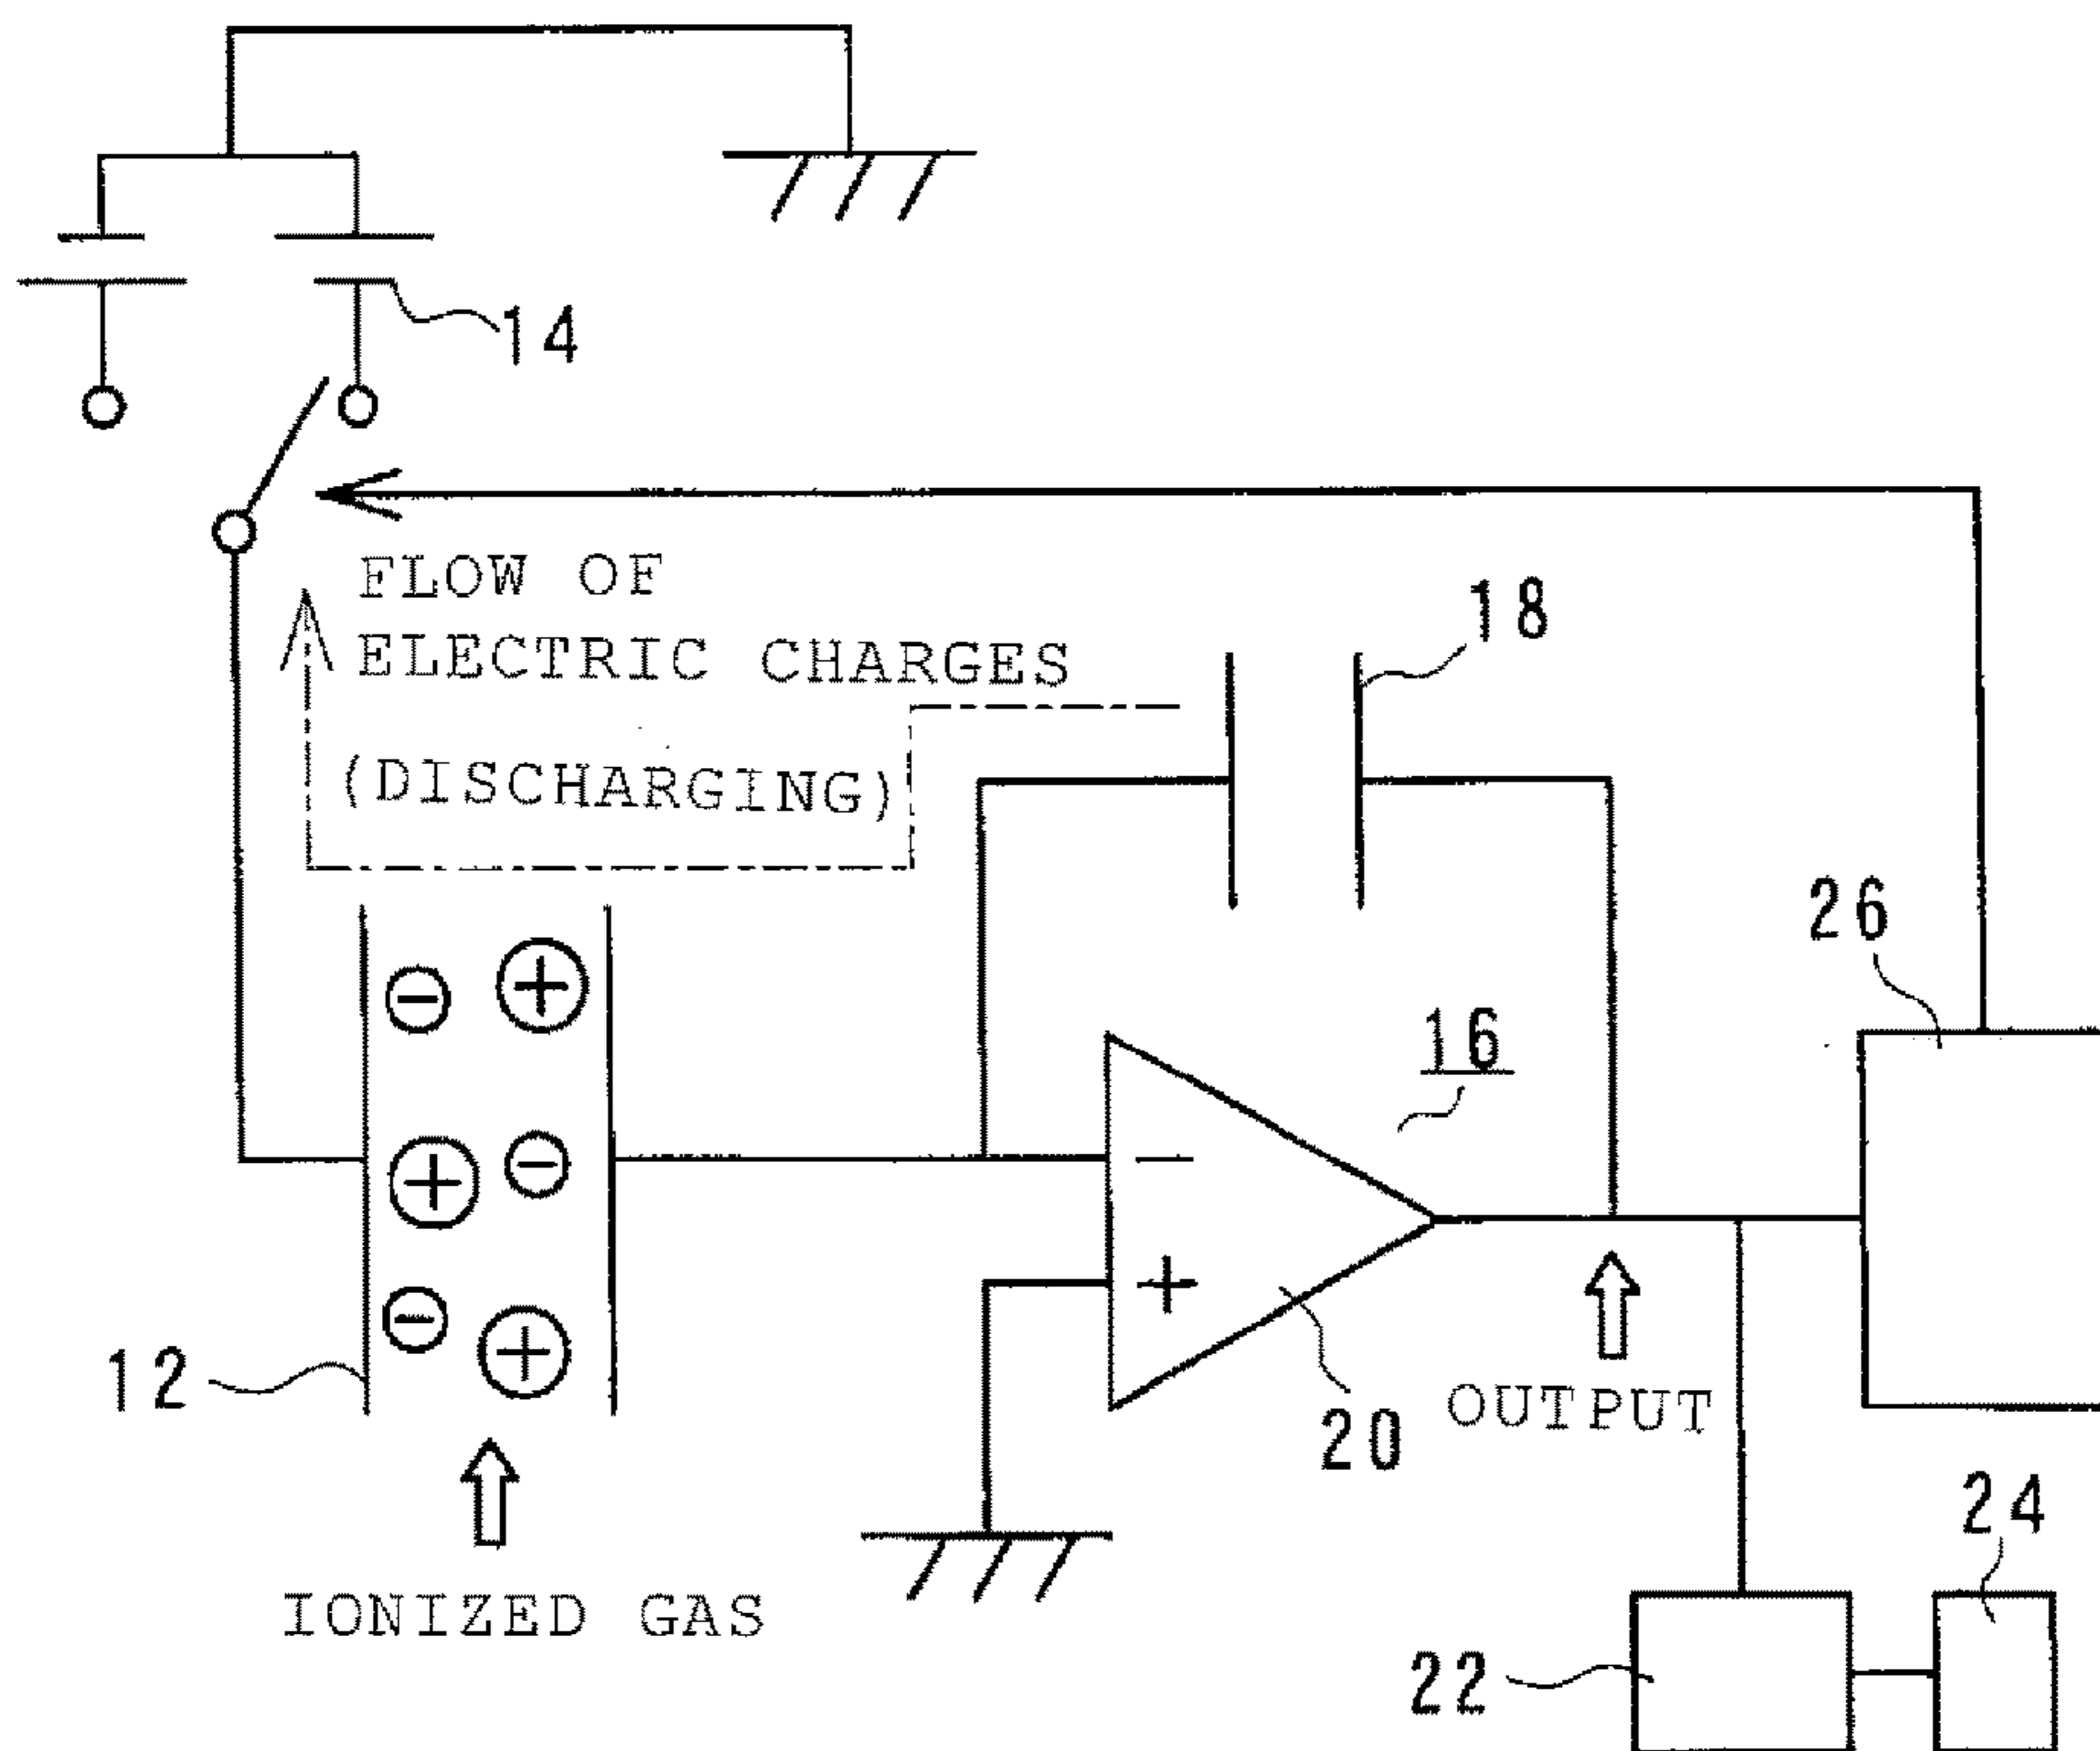 14
FLOW OF
ELECTRIC CHARGES
(DISCHARGING)
18
26
16
12
20
OUTPUT
24
IONIZED GAS
22